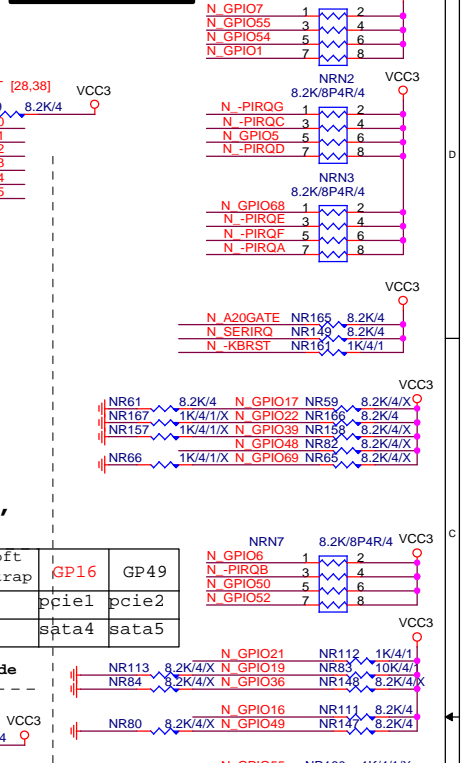 N_GPIO7 1 2
N_GPIO55 3 4
N_GPIO54 5 6
N_GPIO1 7 8
[28,38]
8.2K/4 VCC3
NRN2 VCC3
8.2K/8P4R/4
N_-PIRQG 1 2
N_-PIRQC 3 4
N_GPIO5 5 6
N_-PIRQD 7 8
D
NRN3
8.2K/8P4R/4
N_GPIO68 1 2
N_-PIRQE 3 4
N_-PIRQF 5 6
N_-PIRQA 7 8
VCC3
N_A20GATE NR165 8.2K/4
N_SERIRQ NR149 8.2K/4
N_-KBRST NR161 1K/4/1
VCC3
NR61 8.2K/4 N_GPIO17 NR59 8.2K/4/X
NR167 1K/4/1/X N_GPIO22 NR166 8.2K/4
NR157 1K/4/1/X N_GPIO39 NR158 8.2K/4/X
N_GPIO48 NR82 8.2K/4/X
NR66 1K/4/1/X N_GPIO69 NR65 8.2K/4/X
C
NRN7 8.2K/8P4R/4 VCC3
N_GPIO6 1 2
N_-PIRQB 3 4
N_GPIO50 5 6
N_GPIO52 7 8
GP16 GP49
pcie1 pcie2
sata4 sata5
VCC3
N_GPIO21 NR112 1K/4/1
NR113 8.2K/4/X N_GPIO19 NR83 10K/4/1
NR84 8.2K/4/X N_GPIO36 NR148 8.2K/4/X
N_GPIO16 NR111 8.2K/4
NR80 8.2K/4/X N_GPIO49 NR147 8.2K/4
VCC3